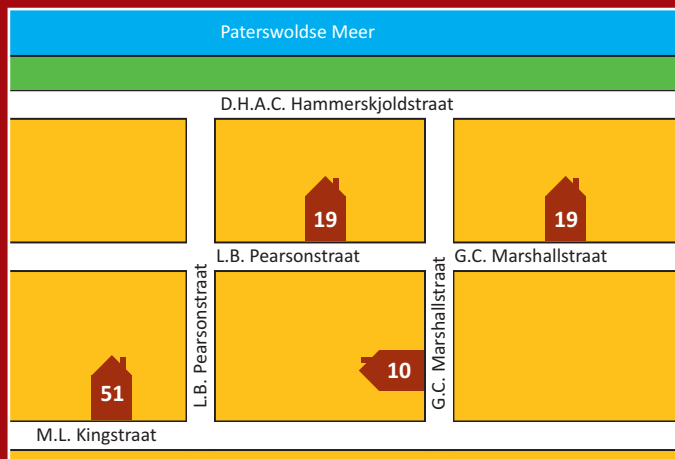 Paterswoldse Meer
D.H.A.C. Hammerskjoldstraat
19
19
L.B. Pearsonstraat
G.C. Marshallstraat
L.B. Pearsonstraat
G.C. Marshallstraat
51
10
M.L. Kingstraat